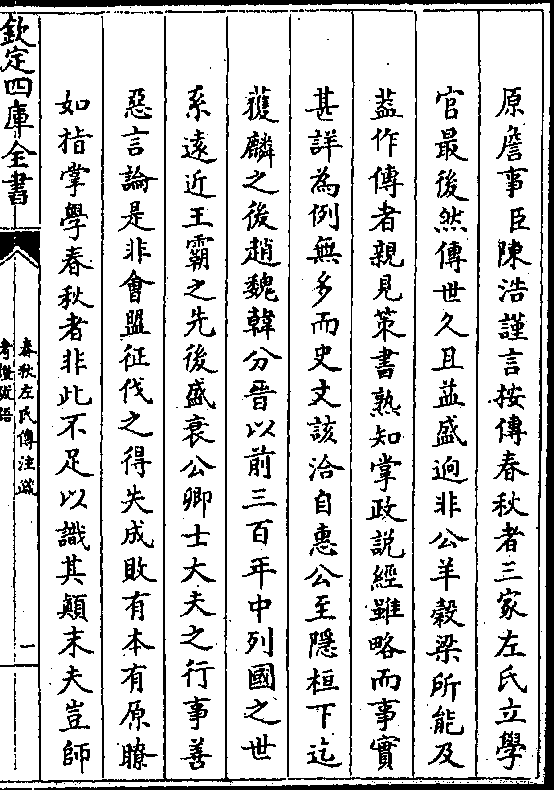 原詹事臣陳浩謹言按傳春秋者三家左氏立學
官最後然傳世久且益盛逈非公羊穀梁所能及
葢作傳者親見策書熟知掌政説經雖略而事實
甚詳為例無多而史文該洽自惠公至隱桓下迄
獲麟之後趙魏韓分晉以前三百年中列國之世
系遠近王霸之先後盛衰公卿士大夫之行事善
惡言論是非會盟征伐之得失成敗有本有原瞭
如指掌學春秋者非此不足以識其顛末夫豈師
欽定四庫全書
春秋左氏傳注疏
考證跋語
一